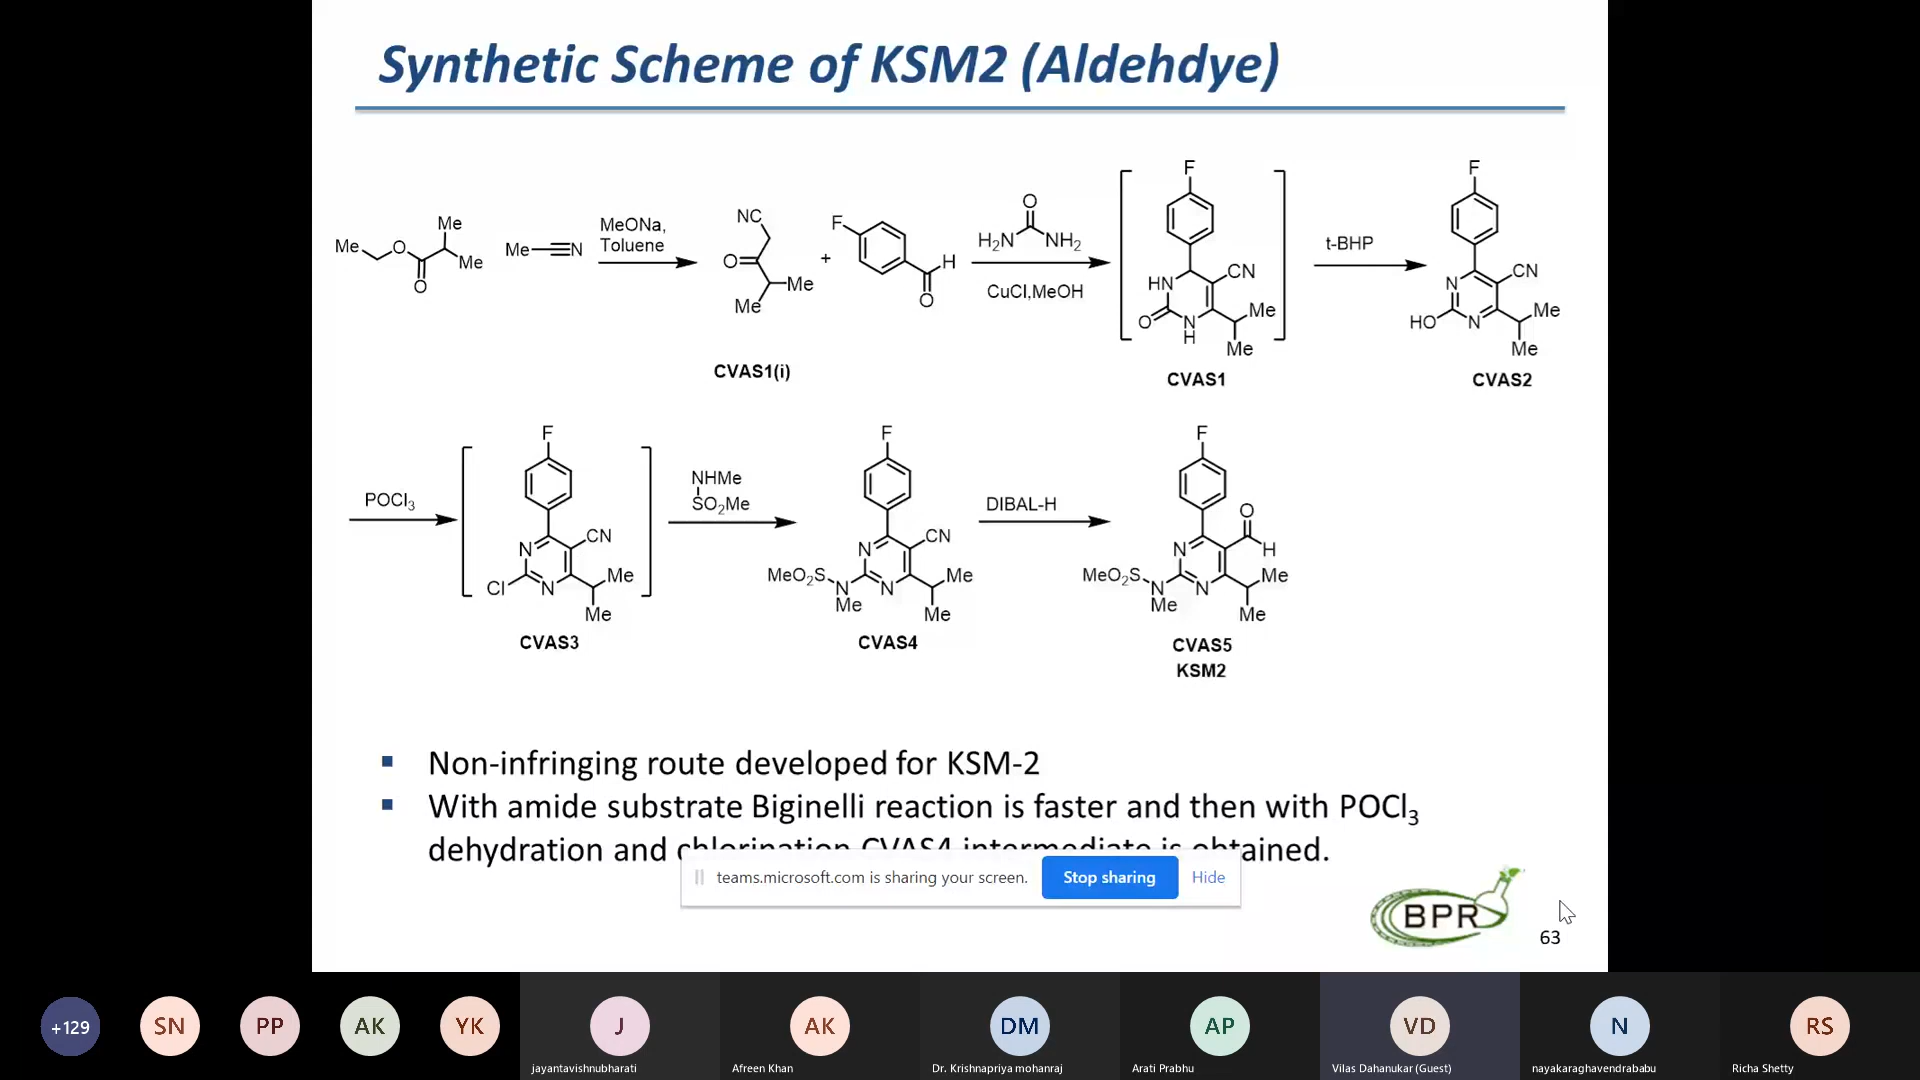 Synthetic Scheme of KSM2 (Aldehdye)
Me
O
O
Me
Me
Me
N
MeONa,
Toluene
NC
O
Me
Me
CVAS1(i)
+
F
H
O
O
H2N
NH2
CuCl,MeOH
F
HN
CN
O
N
H
Me
Me
CVAS1
t-BHP
F
N
CN
HO
N
Me
Me
CVAS2
POCl3
F
N
CN
Cl
N
Me
Me
CVAS3
NHMe
SO2Me
F
N
CN
MeO2S
N
Me
N
Me
Me
CVAS4
DIBAL-H
F
O
N
H
MeO2S
N
Me
N
Me
Me
CVAS5
KSM2
▪ Non-infringing route developed for KSM-2
▪ With amide substrate Biginelli reaction is faster and then with POCl3
dehydration and chlorination CVAS4 intermediate is obtained.
teams.microsoft.com is sharing your screen.
Stop sharing
Hide
BPR
63
+129
SN
PP
AK
YK
J
AK
DM
AP
VD
N
RS
jayantavishnubharati
Afreen Khan
Dr. Krishnapriya mohanraj
Arati Prabhu
Vilas Dahanukar (Guest)
nayakaraghavendrababu
Richa Shetty